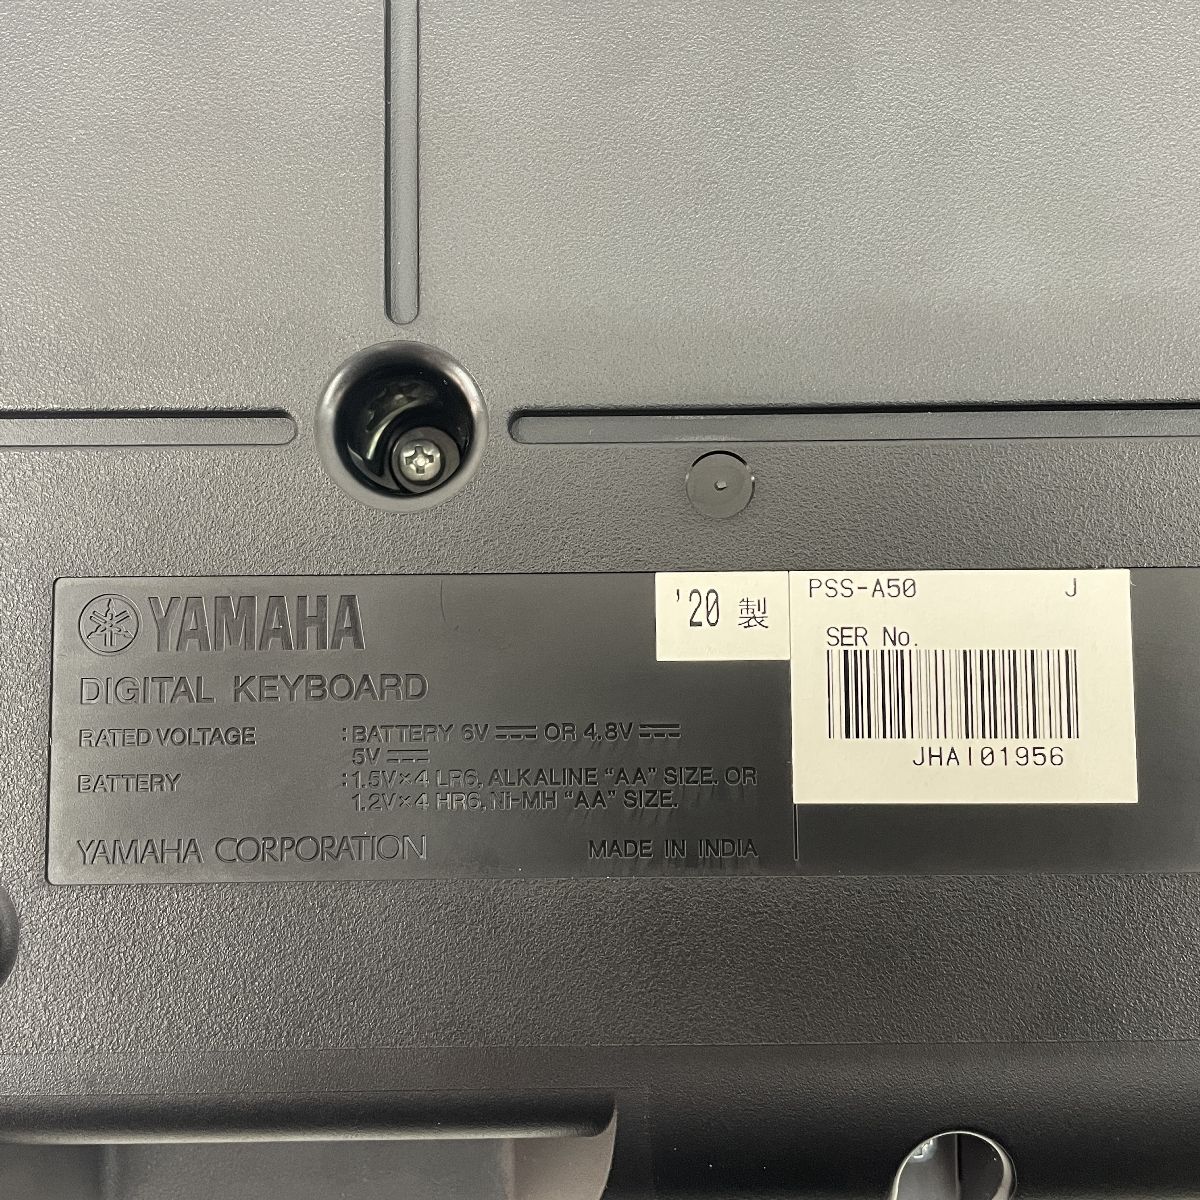 YAMAHA
DIGITAL KEYBOARD
RATED VOLTAGE :BATTERY 6V ⎓ OR 4.8V ⎓
5V ⎓
BATTERY :1.5V×4 LR6, ALKALINE “AA” SIZE. OR
1.2V×4 HR6, Ni-MH “AA” SIZE.
YAMAHA CORPORATION MADE IN INDIA
'20 製
PSS-A50 J
SER No.
JHAI01956